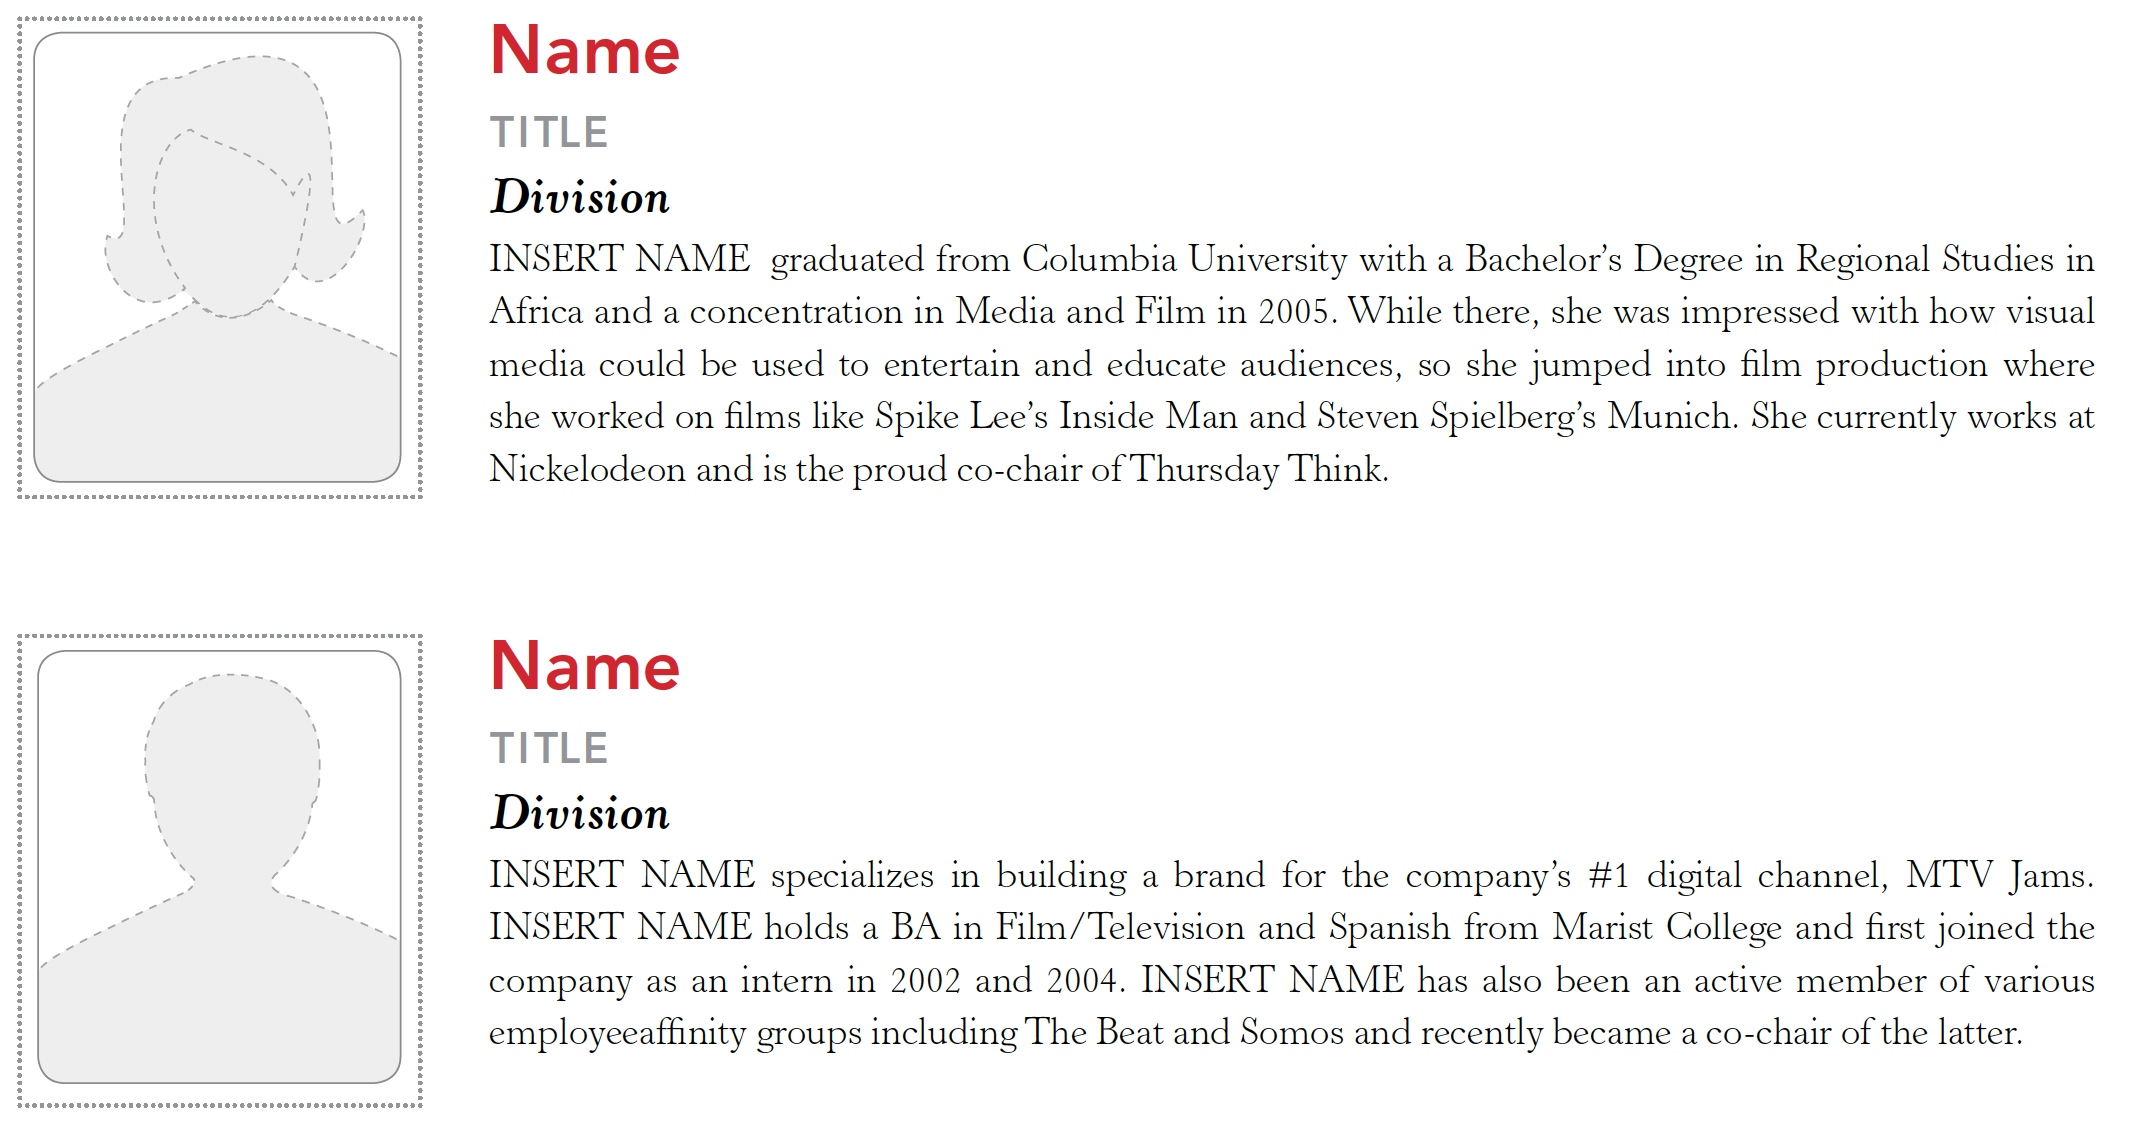 Name
TITLE
Division
INSERT NAME  graduated from Columbia University with a Bachelor’s Degree in Regional Studies in
Africa and a concentration in Media and Film in 2005. While there, she was impressed with how visual
media could be used to entertain and educate audiences, so she jumped into film production where
she worked on films like Spike Lee’s Inside Man and Steven Spielberg’s Munich. She currently works at
Nickelodeon and is the proud co-chair of Thursday Think.
Name
TITLE
Division
INSERT NAME specializes in building a brand for the company’s #1 digital channel, MTV Jams.
INSERT NAME holds a BA in Film/Television and Spanish from Marist College and first joined the
company as an intern in 2002 and 2004. INSERT NAME has also been an active member of various
employeeaffinity groups including The Beat and Somos and recently became a co-chair of the latter.